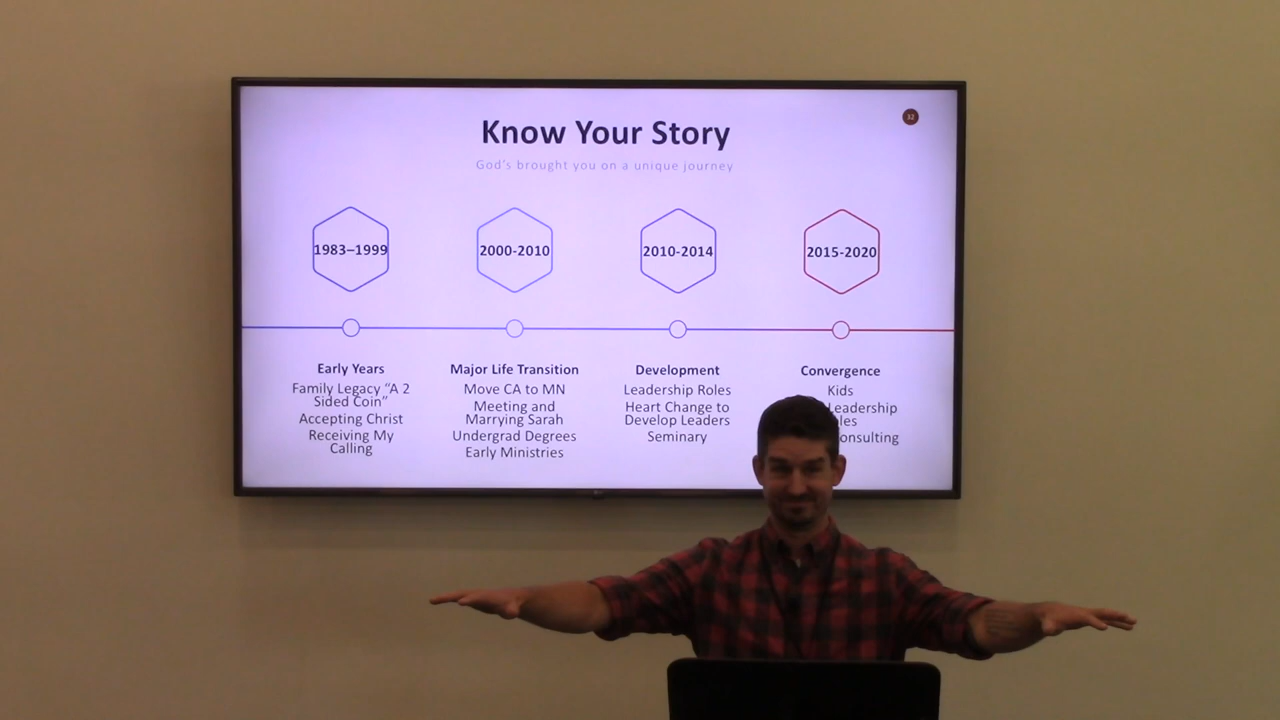 Know Your Story
32
God's brought you on a unique journey
1983–1999
2000-2010
2010-2014
2015-2020
Early Years
Family Legacy “A 2
Sided Coin”
Accepting Christ
Receiving My
Calling
Major Life Transition
Move CA to MN
Meeting and
Marrying Sarah
Undergrad Degrees
Early Ministries
Development
Leadership Roles
Heart Change to
Develop Leaders
Seminary
Convergence
Kids
Leadership